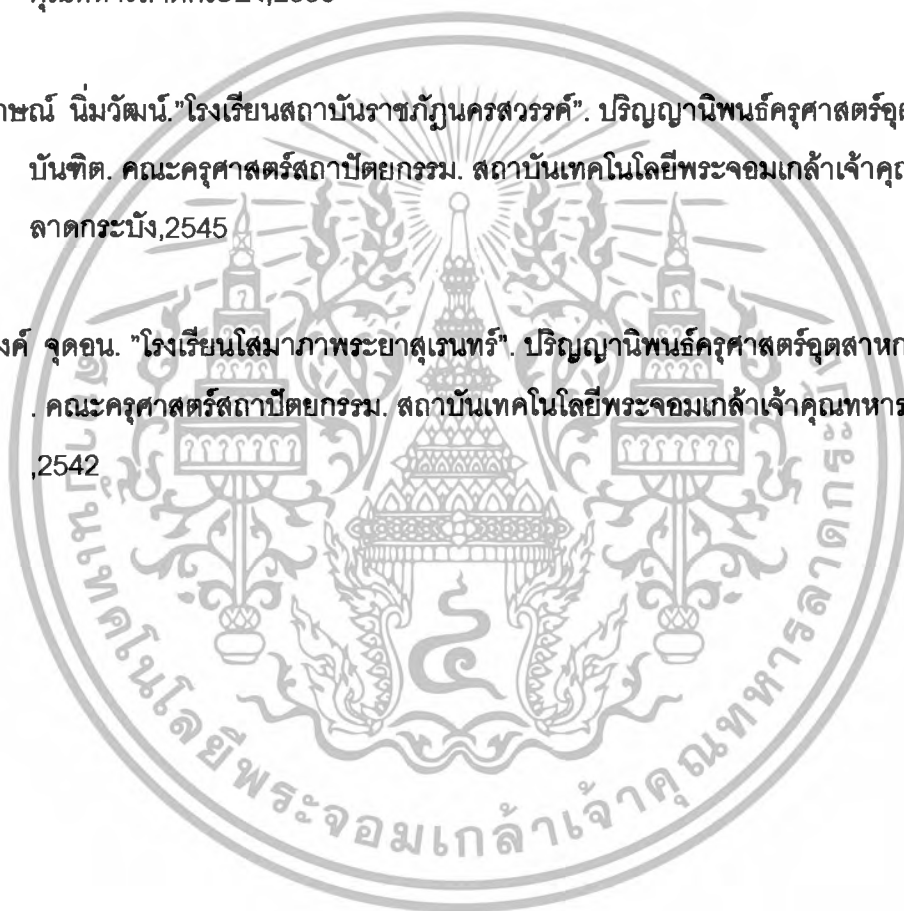 าษณ์ นิ่มวัฒน์."โรงเรียนสถาบันราชภัฏนครสวรรค์". ปริญญานิพนธ์ครุศาสตร์อุ
บันฑิต. คณะครุศาสตร์สถาปัตยกรรม. สถาบันเทคโนโลยีพระจอมเกล้าเจ้าคุณ
ลาดกระบัง,2545
งค์ จุดอน. "โรงเรียนโสมาภาพระยาสุเรนทร์". ปริญญานิพนธ์ครุศาสตร์อุตสาหก
. คณะครุศาสตร์สถาปัตยกรรม. สถาบันเทคโนโลยีพระจอมเกล้าเจ้าคุณทหาร
,2542
สถาบันเทคโนโลยีพระจอมเกล้าเจ้าคุณทหารลาดกระบัง
๔